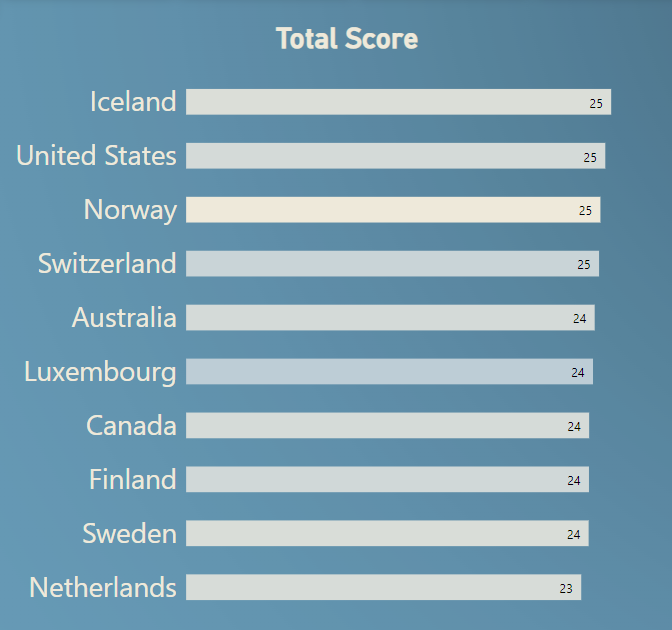 Total Score
Iceland 25
United States 25
Norway 25
Switzerland 25
Australia 24
Luxembourg 24
Canada 24
Finland 24
Sweden 24
Netherlands 23